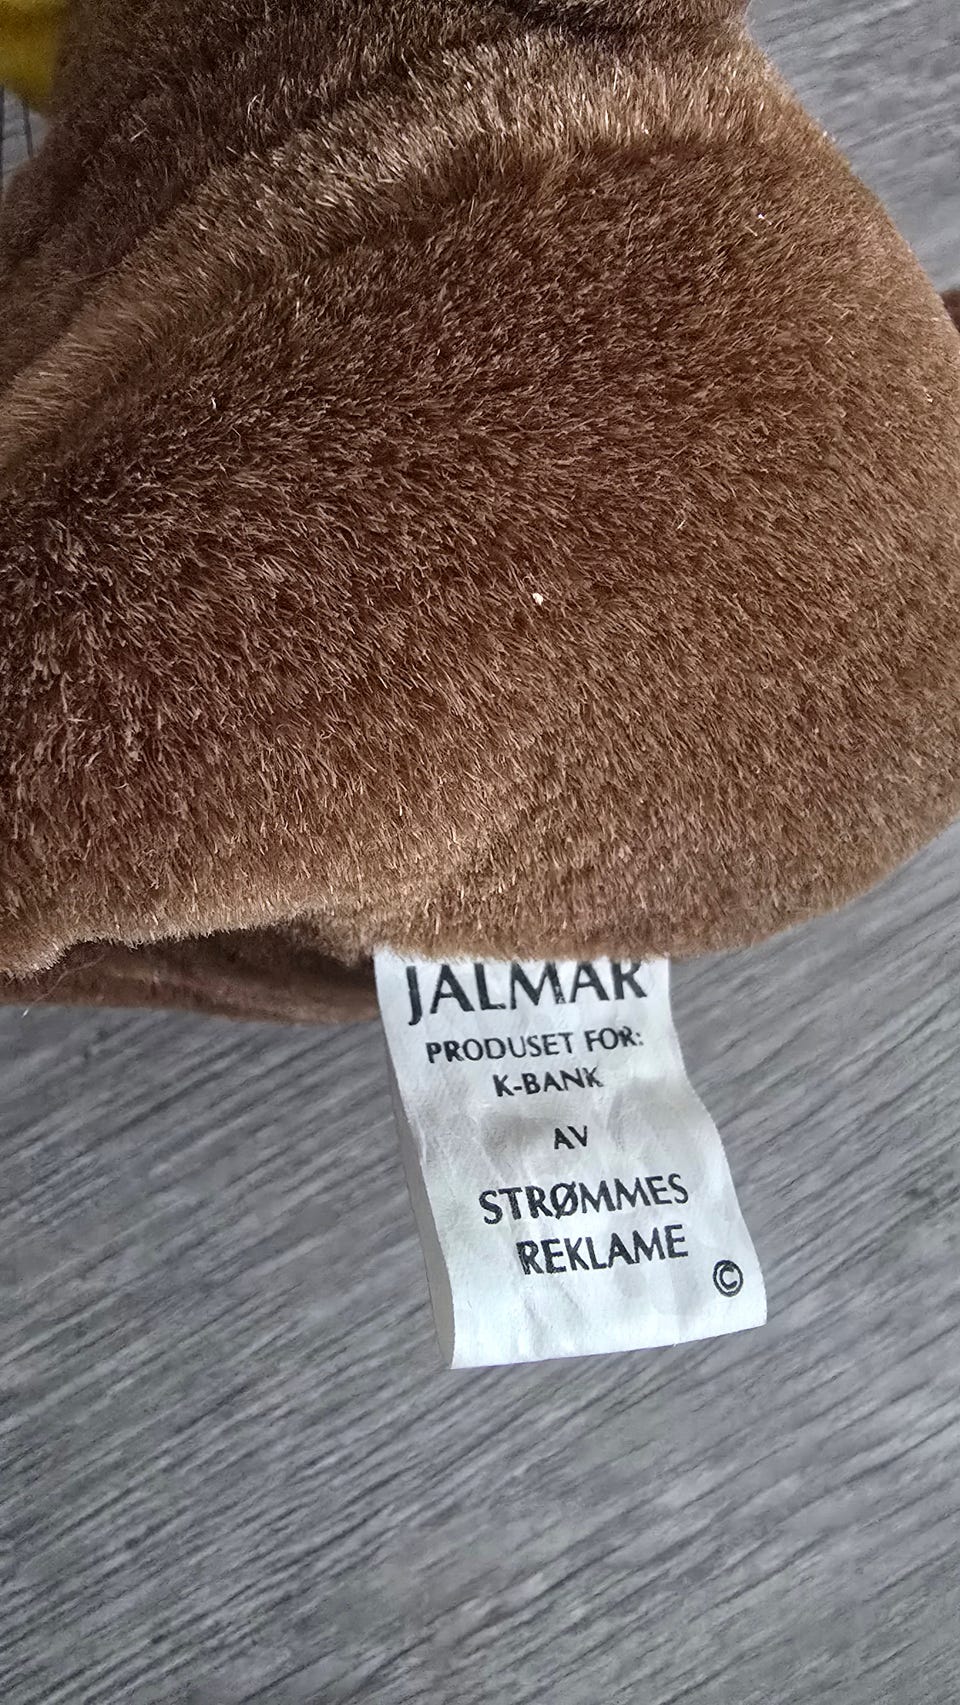 JALMAR
PRODUSET FOR:
K-BANK
AV
STRØMMES
REKLAME
©